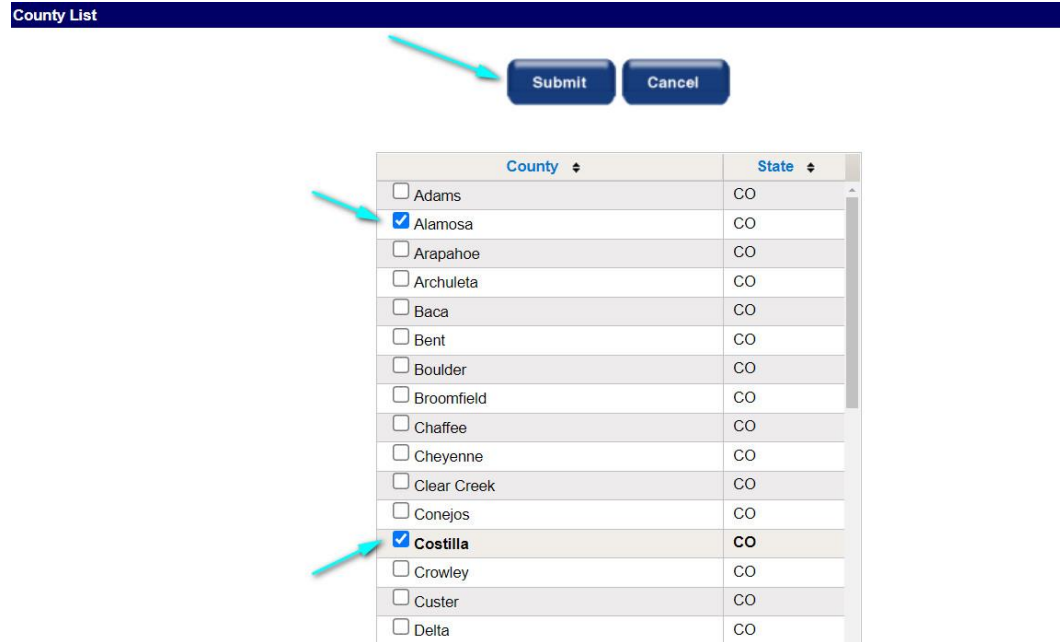 County List
Submit Cancel
County State
Adams CO
Alamosa CO
Arapahoe CO
Archuleta CO
Baca CO
Bent CO
Boulder CO
Broomfield CO
Chaffee CO
Cheyenne CO
Clear Creek CO
Conejos CO
Costilla CO
Crowley CO
Custer CO
Delta CO